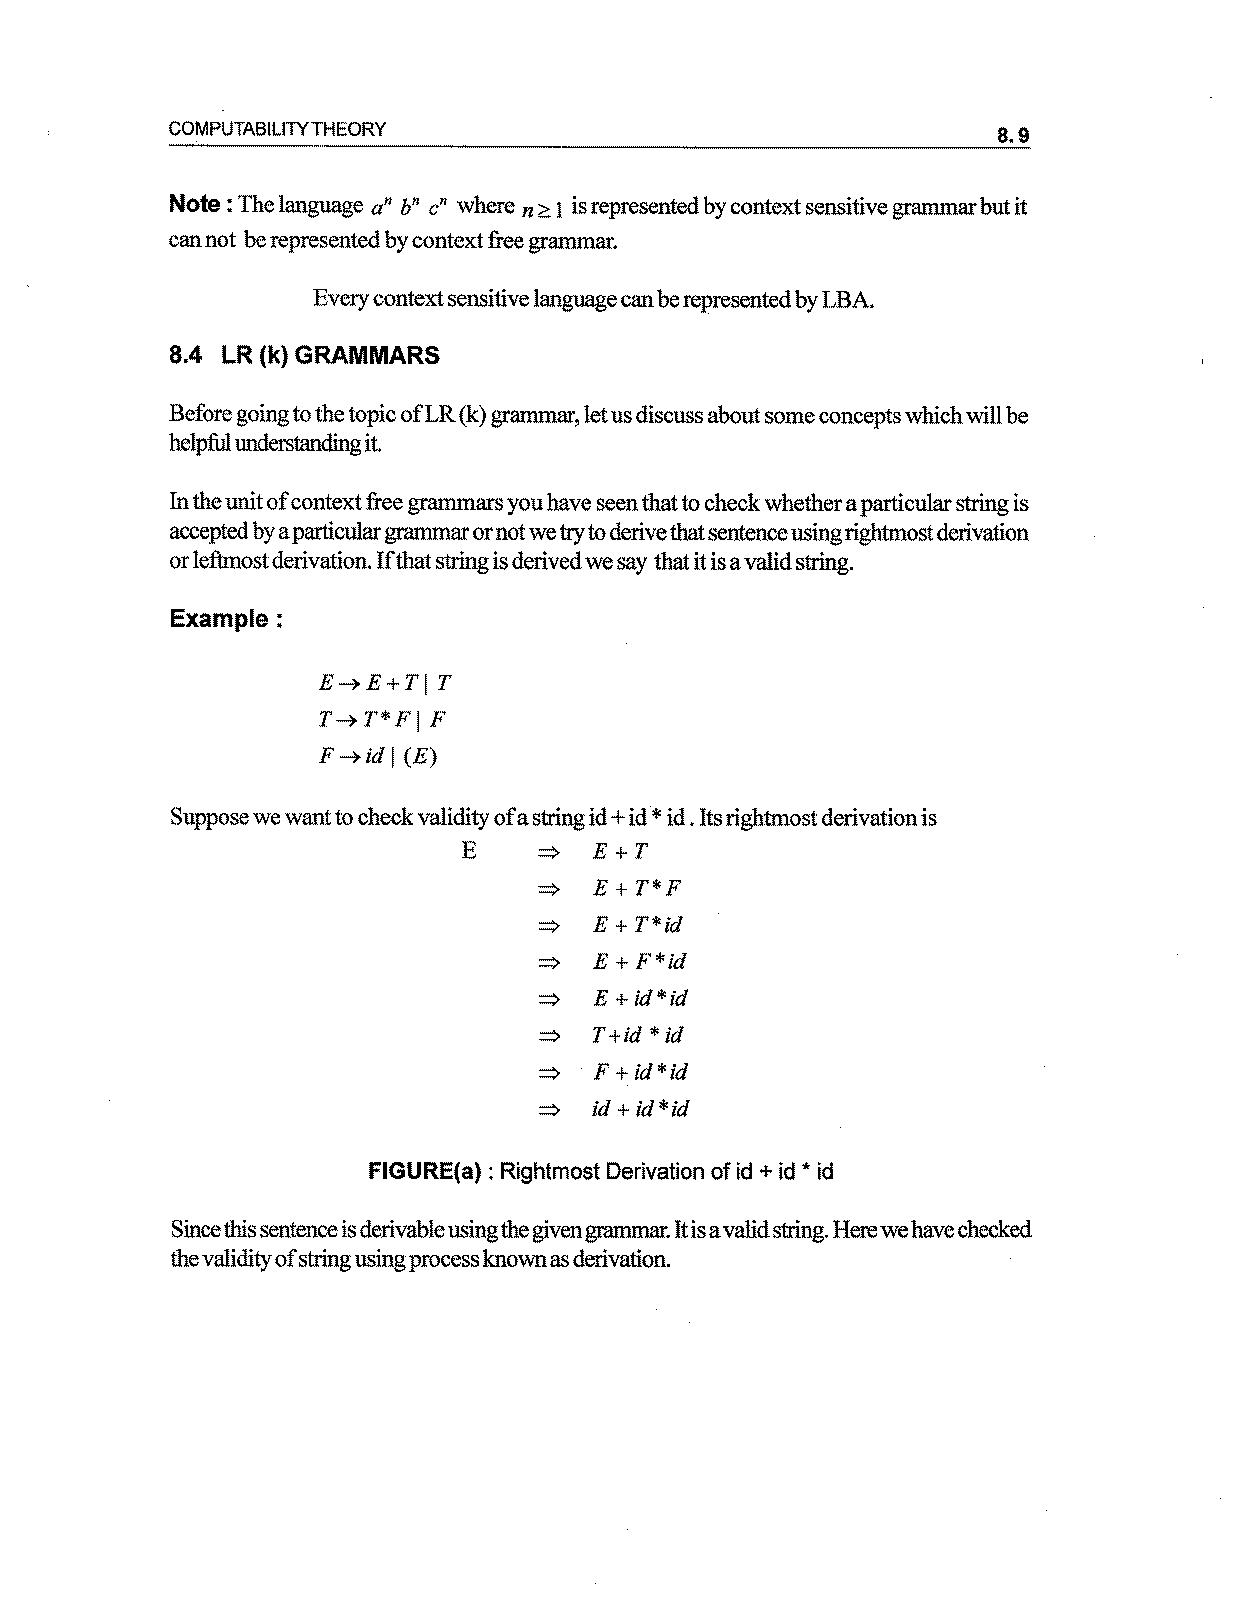 COMPUTABILITY THEORY 8.9
Note : The language aⁿ bⁿ cⁿ where n ≥ 1 is represented by context sensitive grammar but it
can not be represented by context free grammar.
Every context sensitive language can be represented by LBA.
8.4 LR (k) GRAMMARS
Before going to the topic of LR (k) grammar, let us discuss about some concepts which will be
helpful understanding it.
In the unit of context free grammars you have seen that to check whether a particular string is
accepted by a particular grammar or not we try to derive that sentence using rightmost derivation
or leftmost derivation. If that string is derived we say that it is a valid string.
Example :
E → E + T | T
T → T * F | F
F → id | (E)
Suppose we want to check validity of a string id + id * id . Its rightmost derivation is
E ⇒ E + T
⇒ E + T * F
⇒ E + T * id
⇒ E + F * id
⇒ E + id * id
⇒ T + id * id
⇒ F + id * id
⇒ id + id * id
FIGURE(a) : Rightmost Derivation of id + id * id
Since this sentence is derivable using the given grammar. It is a valid string. Here we have checked
the validity of string using process known as derivation.